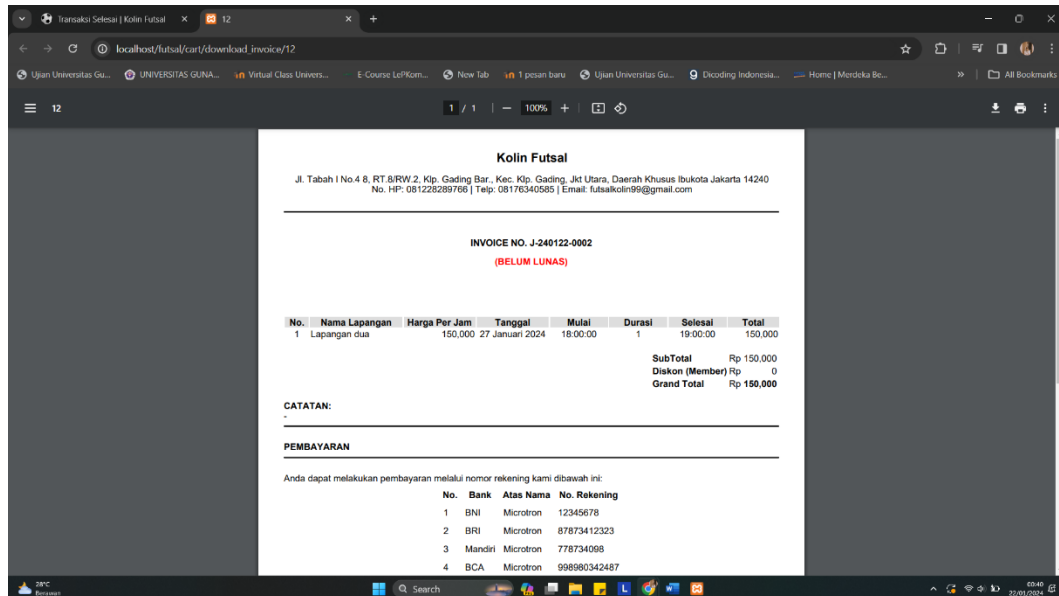 Transaksi Selesai | Kolin Futsal
12
localhost/futsal/cart/download_invoice/12
Ujian Universitas Gu...
UNIVERSITAS GUNA...
Virtual Class Univers...
E-Course LePKom...
New Tab
1 pesan baru
Ujian Universitas Gu...
Dicoding Indonesia...
Home | Merdeka Be...
All Bookmarks
12
1 / 1
100%
Kolin Futsal
Jl. Tabah I No.4 8, RT.8/RW.2, Klp. Gading Bar., Kec. Klp. Gading, Jkt Utara, Daerah Khusus Ibukota Jakarta 14240
No. HP: 081228289766 | Telp: 08176340585 | Email: futsalkolin99@gmail.com
INVOICE NO. J-240122-0002
(BELUM LUNAS)
No. Nama Lapangan Harga Per Jam Tanggal Mulai Durasi Selesai Total
1 Lapangan dua 150,000 27 Januari 2024 18:00:00 1 19:00:00 150,000
SubTotal Rp 150,000
Diskon (Member) Rp 0
Grand Total Rp 150,000
CATATAN:
-
PEMBAYARAN
Anda dapat melakukan pembayaran melalui nomor rekening kami dibawah ini:
No. Bank Atas Nama No. Rekening
1 BNI Microtron 12345678
2 BRI Microtron 87873412323
3 Mandiri Microtron 778734098
4 BCA Microtron 998980342487
28°C
Berawan
Search
00:40
22/01/2024